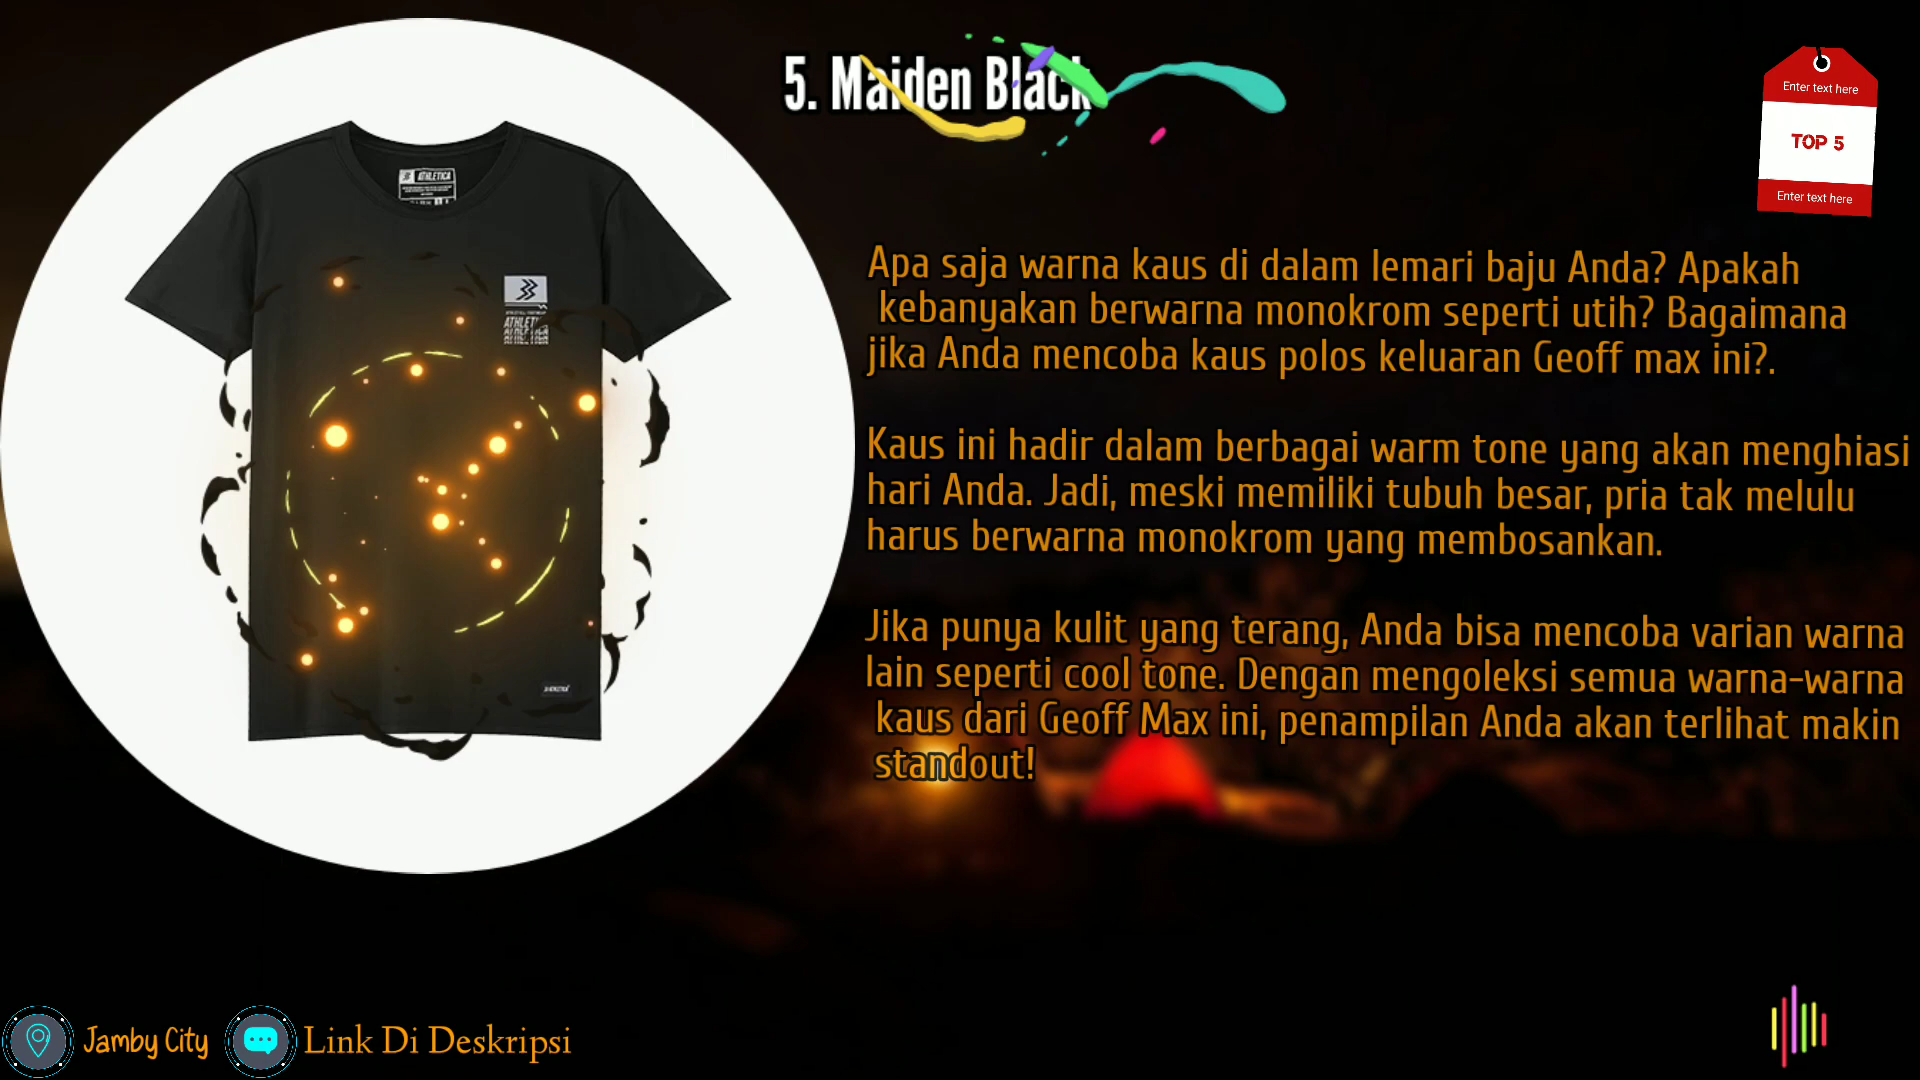 5. Maiden Black
Enter text here
TOP 5
Enter text here
ATHLETICA
ATHLETICA
Apa saja warna kaus di dalam lemari baju Anda? Apakah
kebanyakan berwarna monokrom seperti utih? Bagaimana
jika Anda mencoba kaus polos keluaran Geoff max ini?.
Kaus ini hadir dalam berbagai warm tone yang akan menghiasi
hari Anda. Jadi, meski memiliki tubuh besar, pria tak melulu
harus berwarna monokrom yang membosankan.
Jika punya kulit yang terang, Anda bisa mencoba varian warna
lain seperti cool tone. Dengan mengoleksi semua warna-warna
kaus dari Geoff Max ini, penampilan Anda akan terlihat makin
standout!
Jamby City
Link Di Deskripsi